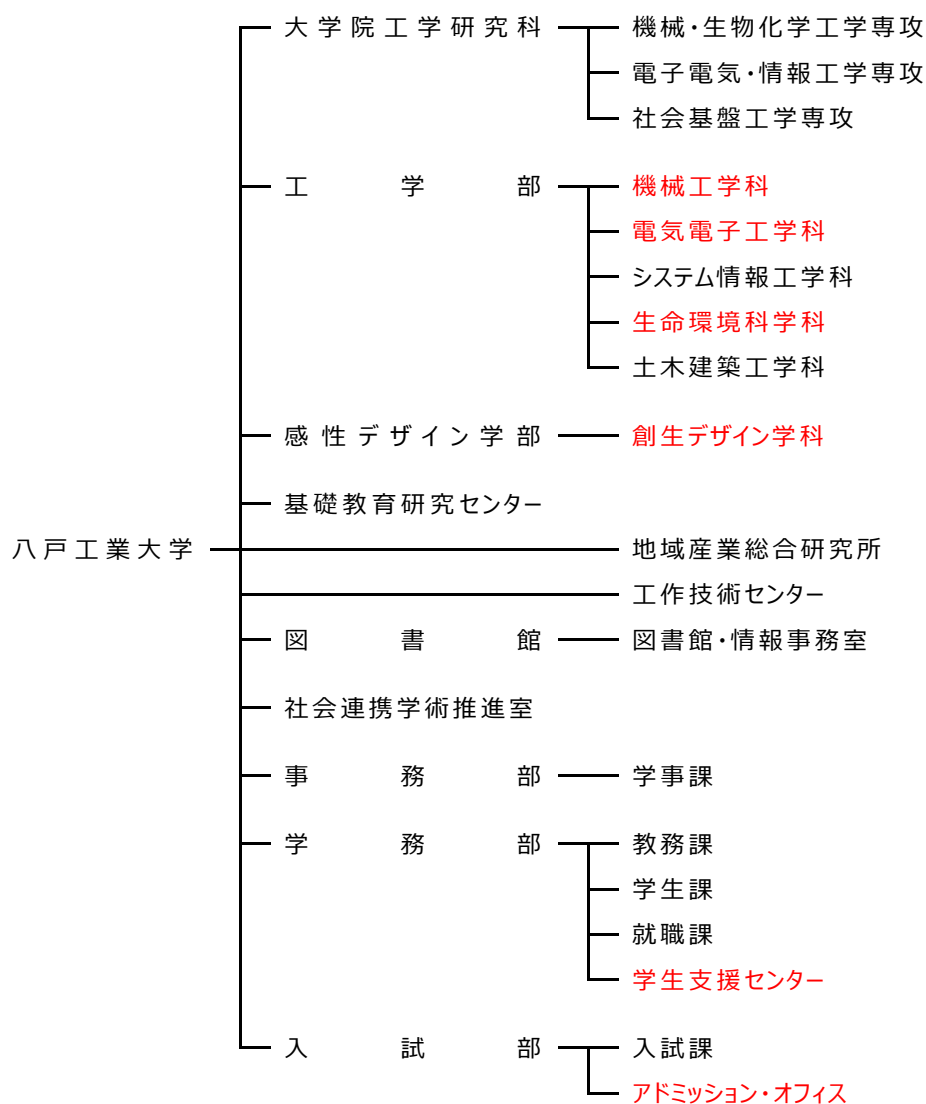 大学院工学研究科 機械・生物化学工学専攻
電子電気・情報工学専攻
社会基盤工学専攻
工学部 機械工学科
電気電子工学科
システム情報工学科
生命環境科学科
土木建築工学科
感性デザイン学部 創生デザイン学科
基礎教育研究センター
八戸工業大学 地域産業総合研究所
工作技術センター
図書館 図書館・情報事務室
社会連携学術推進室
事務部 学事課
学務部 教務課
学生課
就職課
学生支援センター
入試部 入試課
アドミッション・オフィス